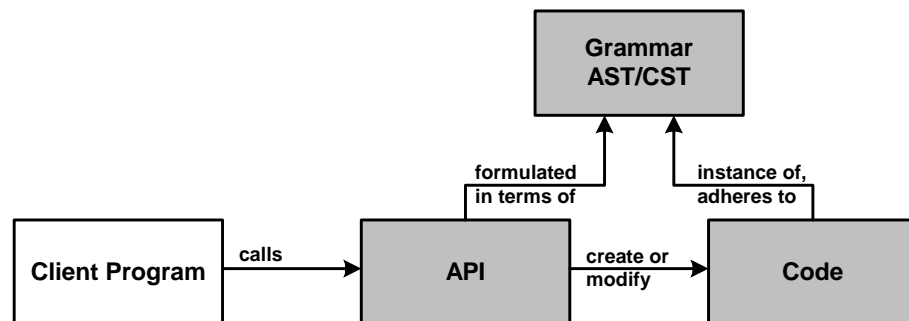 Grammar
AST/CST
formulated
in terms of
instance of,
adheres to
Client Program
calls
API
create or
modify
Code